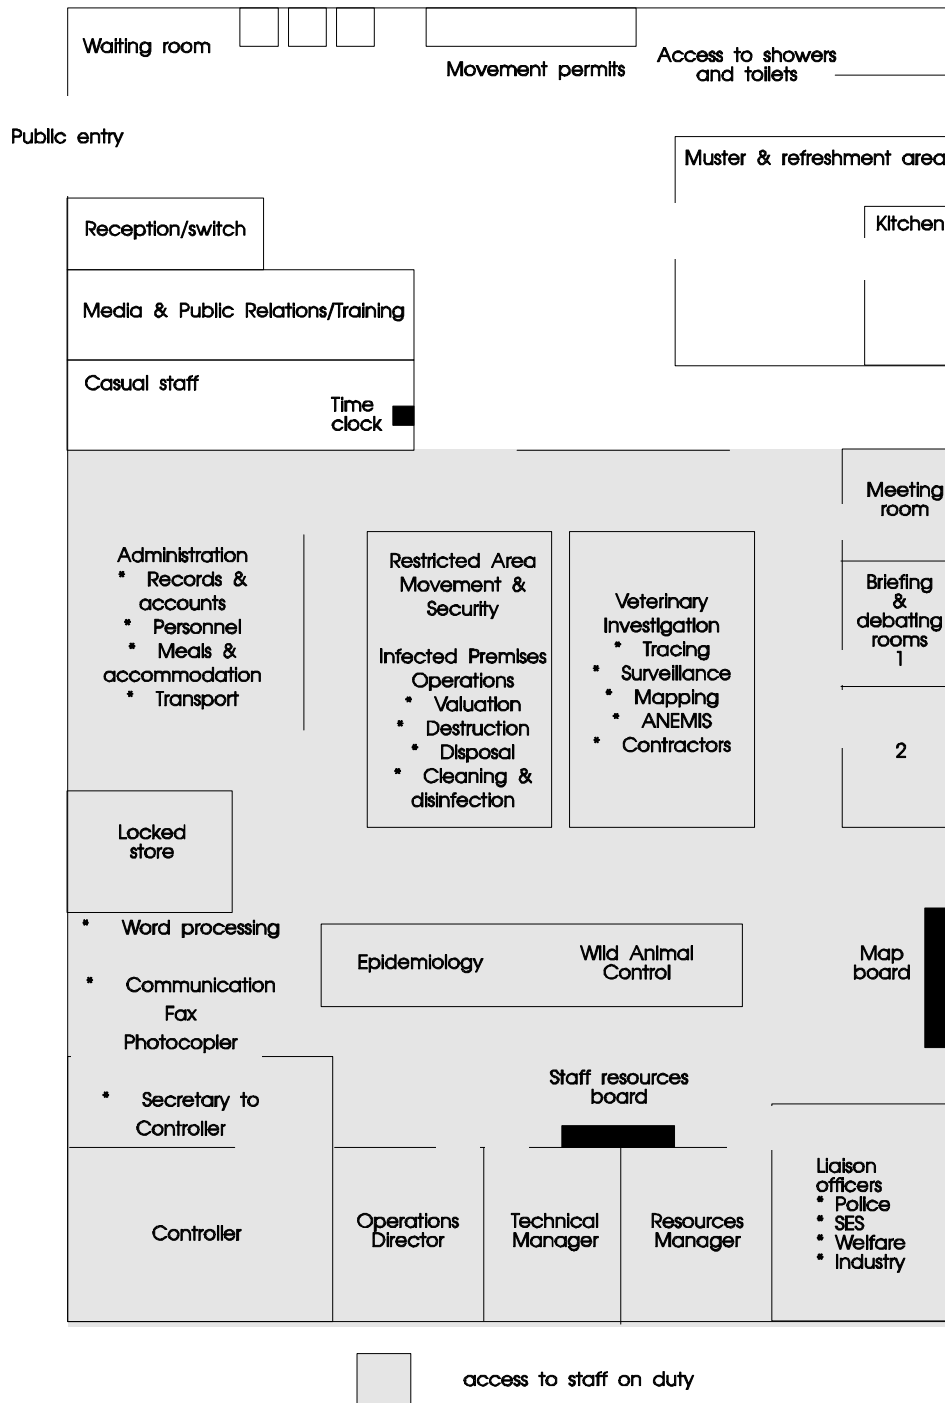 Waiting room
Movement permits
Access to showers
and toilets
Public entry
Muster & refreshment area
Reception/switch
Kitchen
Media & Public Relations/Training
Casual staff
Time
clock
Meeting
room
Administration
* Records &
accounts
* Personnel
* Meals &
accommodation
* Transport
Restricted Area
Movement &
Security
Infected Premises
Operations
* Valuation
* Destruction
* Disposal
* Cleaning &
disinfection
Veterinary
Investigation
* Tracing
* Surveillance
* Mapping
* ANEMIS
* Contractors
Briefing
&
debating
rooms
1
2
Locked
store
* Word processing
* Communication
Fax
Photocopier
Epidemiology
Wild Animal
Control
Map
board
* Secretary to
Controller
Staff resources
board
Controller
Operations
Director
Technical
Manager
Resources
Manager
Liaison
officers
* Police
* SES
* Welfare
* Industry
access to staff on duty